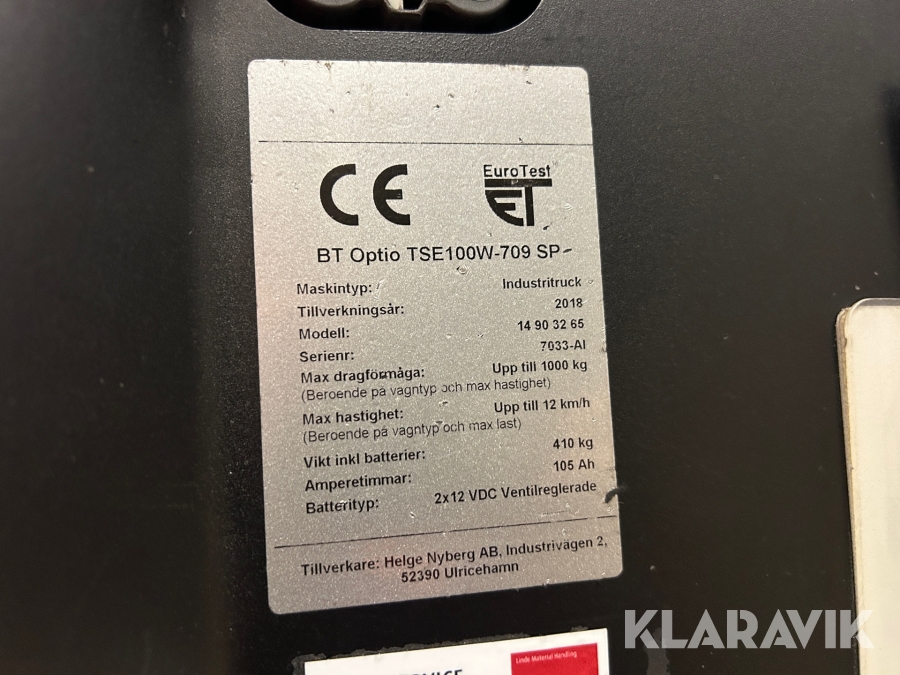 CE
EuroTest
ET
BT Optio TSE100W-709 SP
Maskintyp: Industritruck
Tillverkningsår: 2018
Modell: 14 90 32 65
Serienr: 7033-AI
Max dragförmåga: Upp till 1000 kg
(Beroende på vagntyp och max hastighet)
Max hastighet: Upp till 12 km/h
(Beroende på vagntyp och max last)
Vikt inkl batterier: 410 kg
Amperetimmar: 105 Ah
Batterityp: 2x12 VDC Ventilreglerade
Tillverkare: Helge Nyberg AB, Industrivägen 2,
52390 Ulricehamn
KLARAVIK
Linde Material Handling